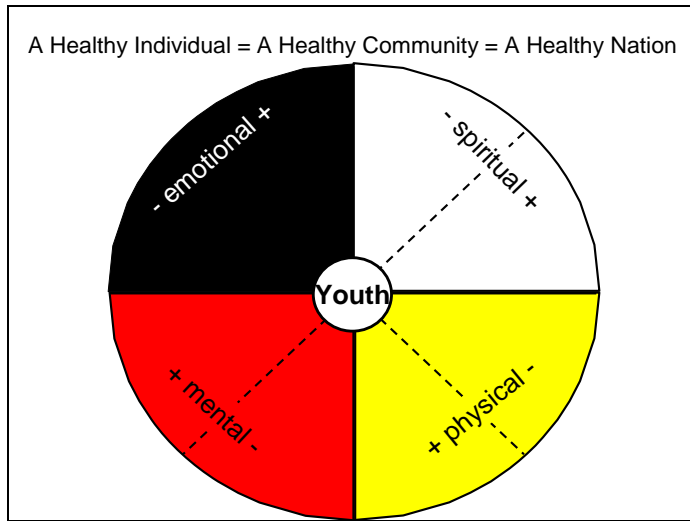 A Healthy Individual = A Healthy Community = A Healthy Nation
- emotional +
- spiritual +
Youth
+ mental -
+ physical -